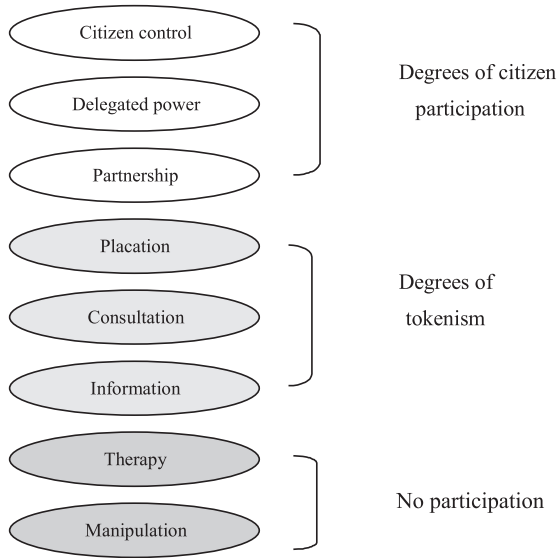 Citizen control
Delegated power
Partnership
Degrees of citizen
participation
Placation
Consultation
Information
Degrees of
tokenism
Therapy
Manipulation
No participation